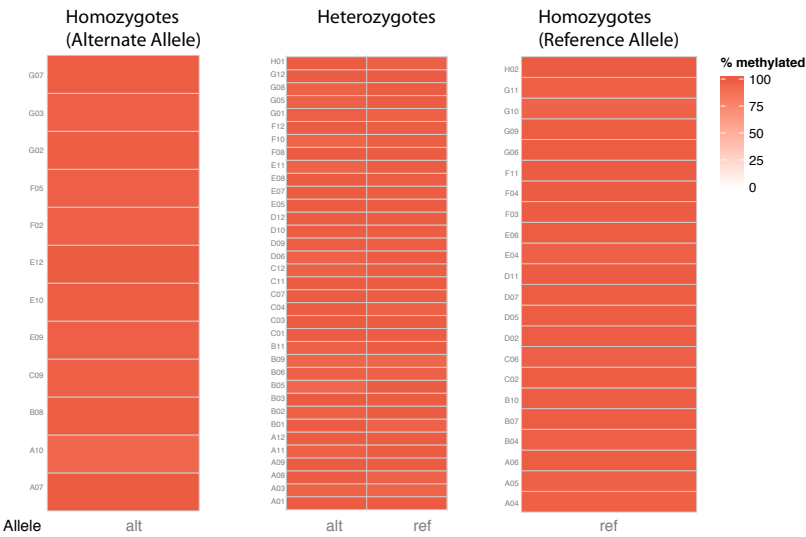 Homozygotes
(Alternate Allele)
Heterozygotes
Homozygotes
(Reference Allele)
G07
G03
G02
F05
F02
E12
E10
E09
C09
B08
A10
A07
H01
G12
G08
G05
G01
F12
F10
F08
E11
E08
E07
E05
D12
D10
D09
D06
C12
C11
C07
C04
C03
C01
B11
B09
B06
B05
B03
B02
B01
A12
A11
A09
A08
A03
A01
H02
G11
G10
G09
G06
F11
F04
F03
E06
E04
D11
D07
D05
D02
C06
C02
B10
B07
B04
A06
A05
A04
% methylated
100
75
50
25
0
Allele
alt
alt
ref
ref